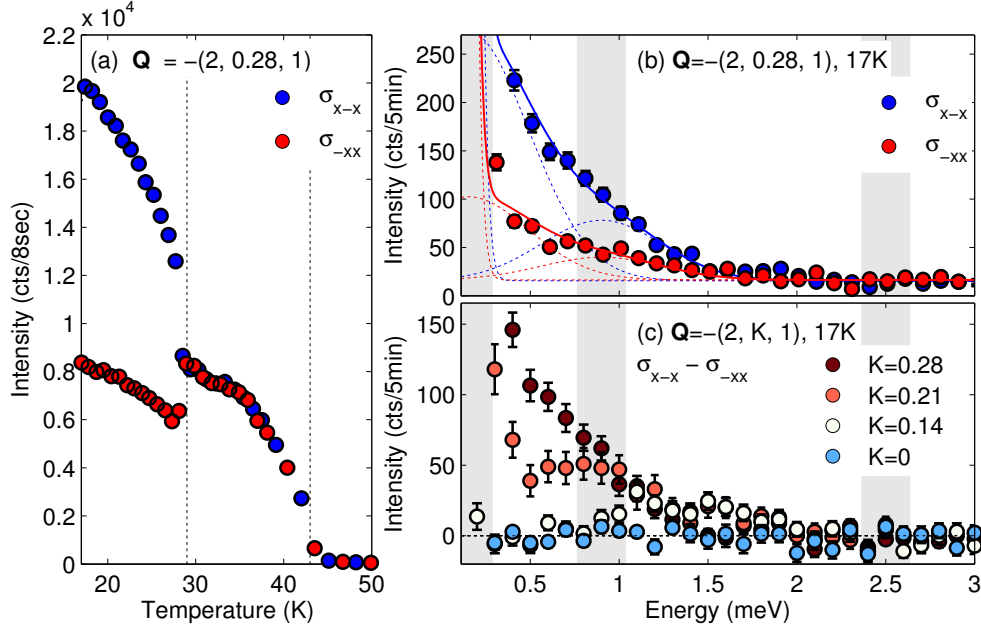 x 10⁴
2.2
2
1.8
1.6
1.4
1.2
1
0.8
0.6
0.4
0.2
0
20
30
40
50
Temperature (K)
Intensity (cts/8sec)
(a) Q = −(2, 0.28, 1)
σx−x
σ−xx
250
200
150
100
50
0
Intensity (cts/5min)
(b) Q=−(2, 0.28, 1), 17K
σx−x
σ−xx
150
100
50
0
Intensity (cts/5min)
(c) Q=−(2, K, 1), 17K
σx−x − σ−xx
K=0.28
K=0.21
K=0.14
K=0
0.5
1
1.5
2
2.5
3
Energy (meV)